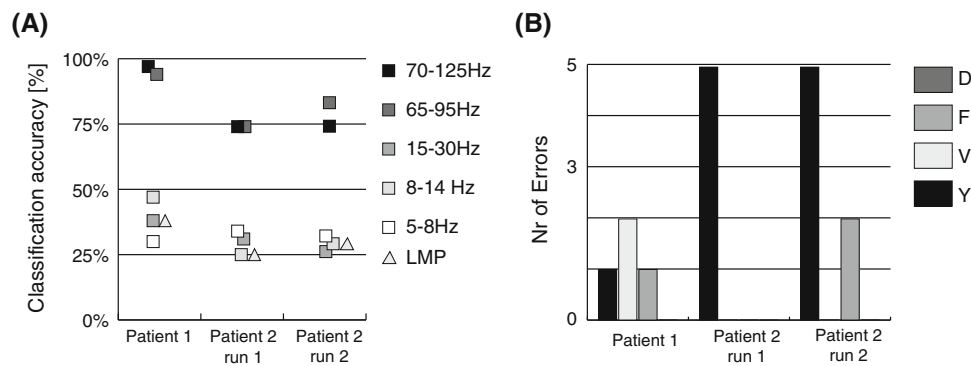 (A)
Classification accuracy [%]
100%
75%
50%
25%
0%
Patient 1
Patient 2
run 1
Patient 2
run 2
70-125Hz
65-95Hz
15-30Hz
8-14 Hz
5-8Hz
LMP
(B)
Nr of Errors
5
3
0
Patient 1
Patient 2
run 1
Patient 2
run 2
D
F
V
Y